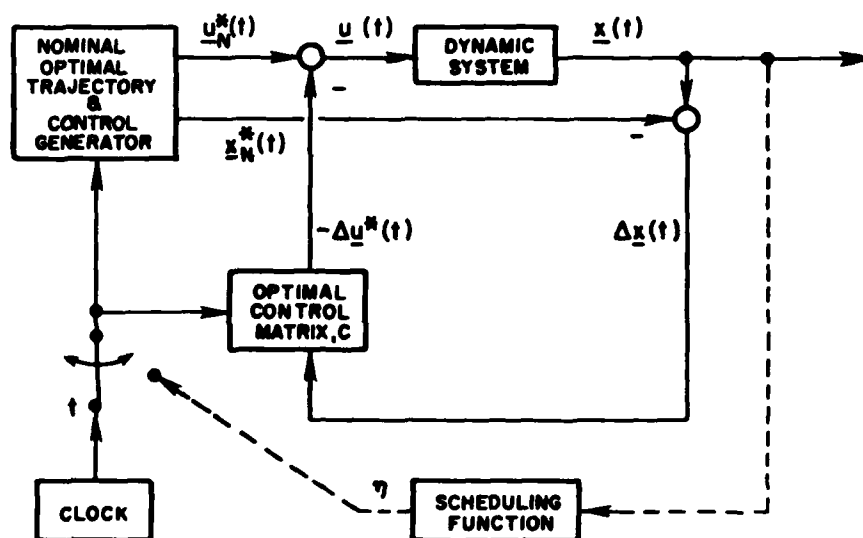 NOMINAL
OPTIMAL
TRAJECTORY
&
CONTROL
GENERATOR
u*N(t)
u(t)
DYNAMIC
SYSTEM
x(t)
-
-
x*N(t)
-Δu*(t)
Δx(t)
OPTIMAL
CONTROL
MATRIX, C
t
CLOCK
η
SCHEDULING
FUNCTION